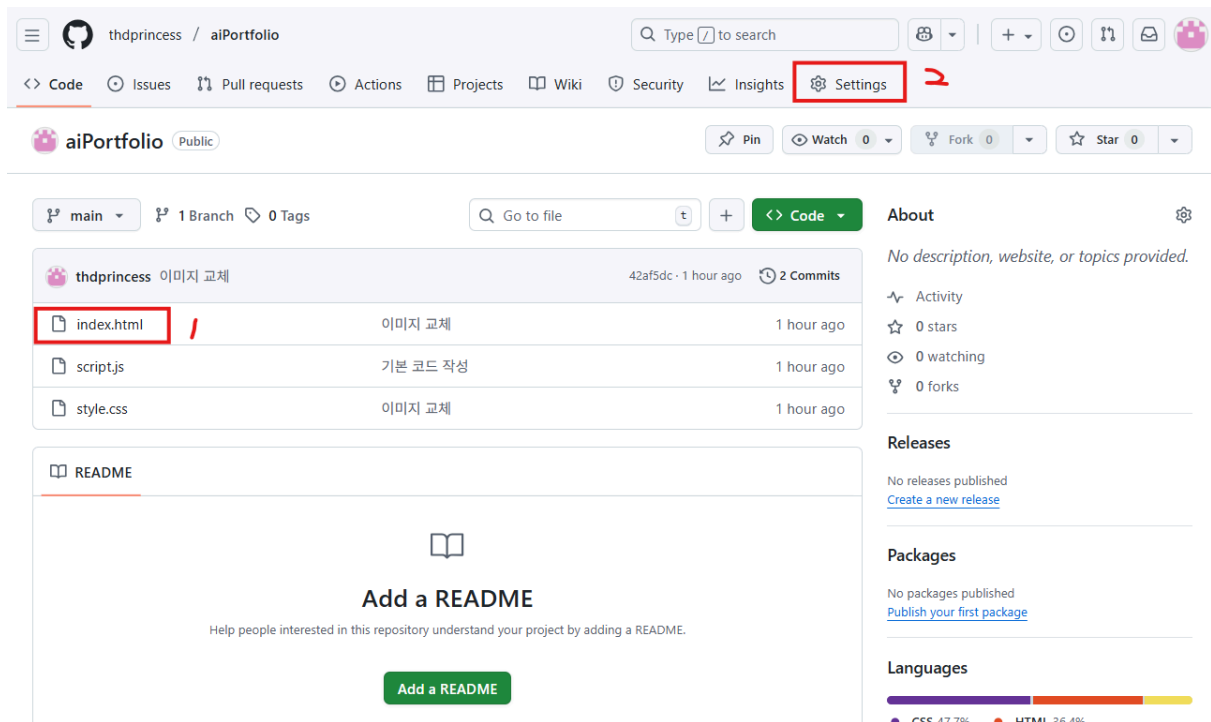 thdprincess / aiPortfolio
Type / to search
Code
Issues
Pull requests
Actions
Projects
Wiki
Security
Insights
Settings
2
aiPortfolio Public
Pin
Watch 0
Fork 0
Star 0
main
1 Branch
0 Tags
Go to file
t
Code
thdprincess 이미지 교체
42af5dc · 1 hour ago
2 Commits
index.html 1 이미지 교체 1 hour ago
script.js 기본 코드 작성 1 hour ago
style.css 이미지 교체 1 hour ago
README
Add a README
Help people interested in this repository understand your project by adding a README.
Add a README
About
No description, website, or topics provided.
Activity
0 stars
0 watching
0 forks
Releases
No releases published
Create a new release
Packages
No packages published
Publish your first package
Languages
CSS 47.7% HTML 36.4%